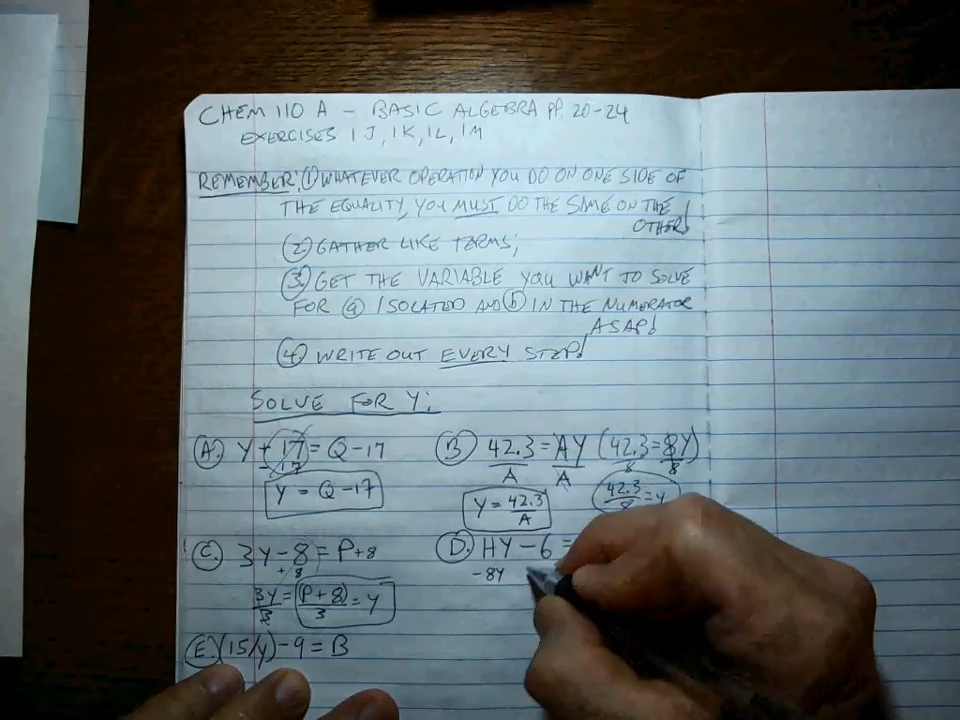 CHEM 110 A - BASIC ALGEBRA PP. 20-24
EXERCISES 1J, 1K, 1L, 1M
REMEMBER: ① WHATEVER OPERATION YOU DO ON ONE SIDE OF
THE EQUALITY, YOU MUST DO THE SAME ON THE
OTHER!
② GATHER LIKE TERMS;
③ GET THE VARIABLE YOU WANT TO SOLVE
FOR ⓐ ISOLATED AND ⓑ IN THE NUMERATOR
ASAP!
④ WRITE OUT EVERY STEP!
SOLVE FOR Y:
A. Y + 17 = Q - 17
- 17
Y = Q - 17
B. 42.3/A = AY/A (42.3/8 = 8Y/8)
Y = 42.3/A
42.3/8 = Y
C. 3Y - 8 = P + 8
+ 8
3Y/3 = (P + 8)/3 = Y
D. HY - 6 =
- 8Y
E. (15/Y) - 9 = B